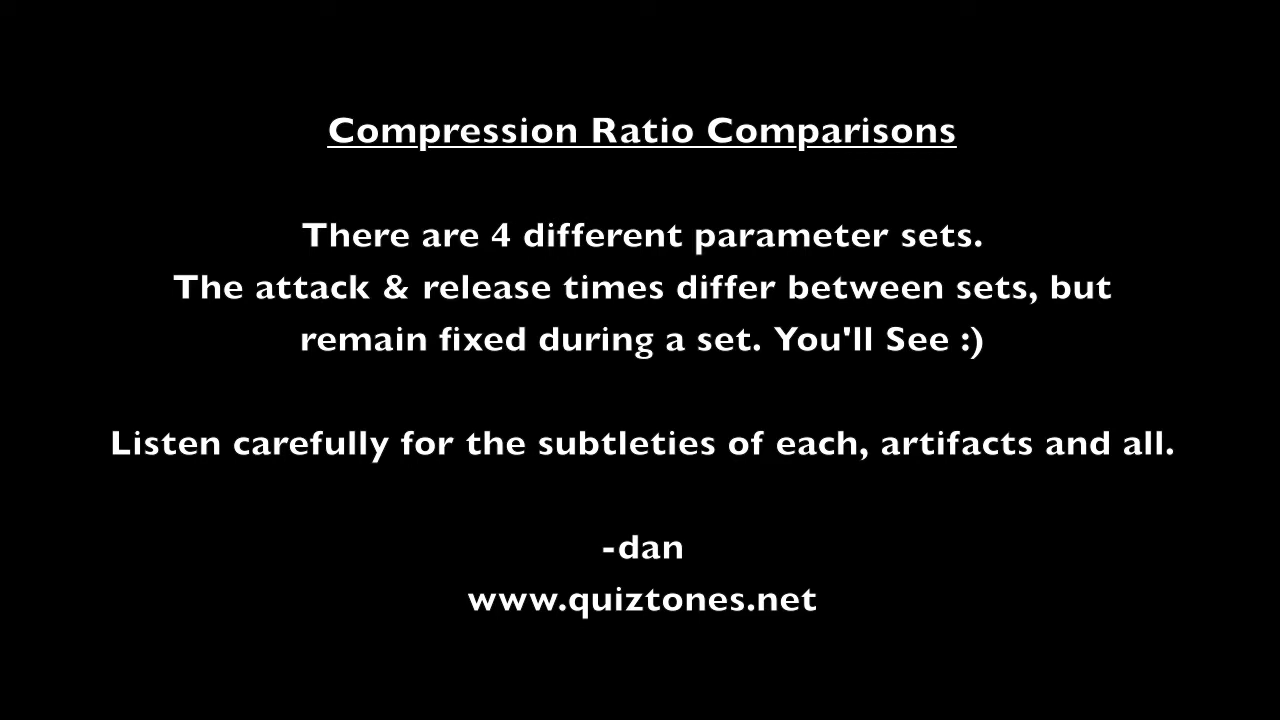 Compression Ratio Comparisons
There are 4 different parameter sets.
The attack & release times differ between sets, but
remain fixed during a set. You'll See :)
Listen carefully for the subtleties of each, artifacts and all.
-dan
www.quiztones.net